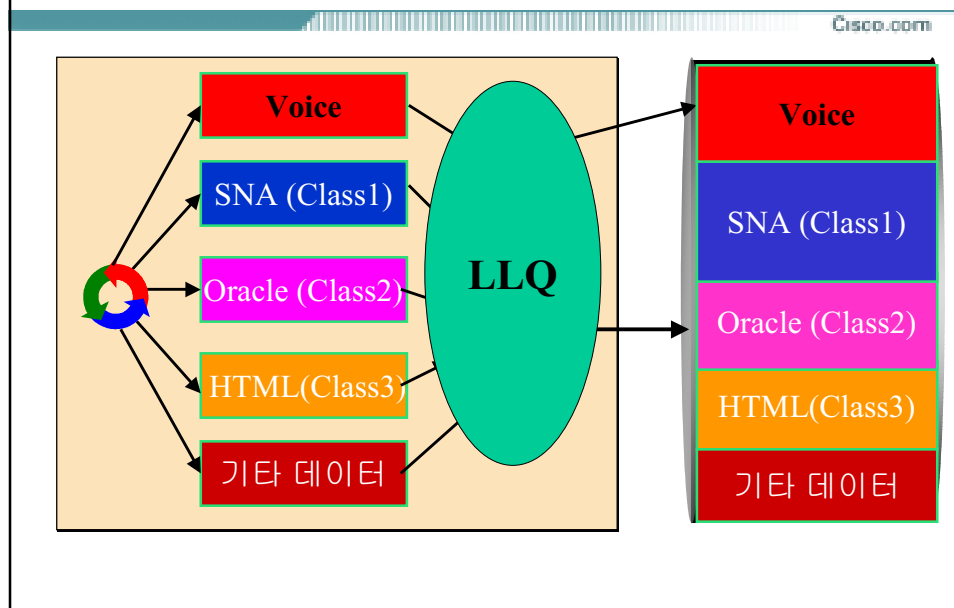 Cisco.com
Voice
SNA (Class1)
Oracle (Class2)
HTML(Class3)
기타 데이터
LLQ
Voice
SNA (Class1)
Oracle (Class2)
HTML(Class3)
기타 데이터